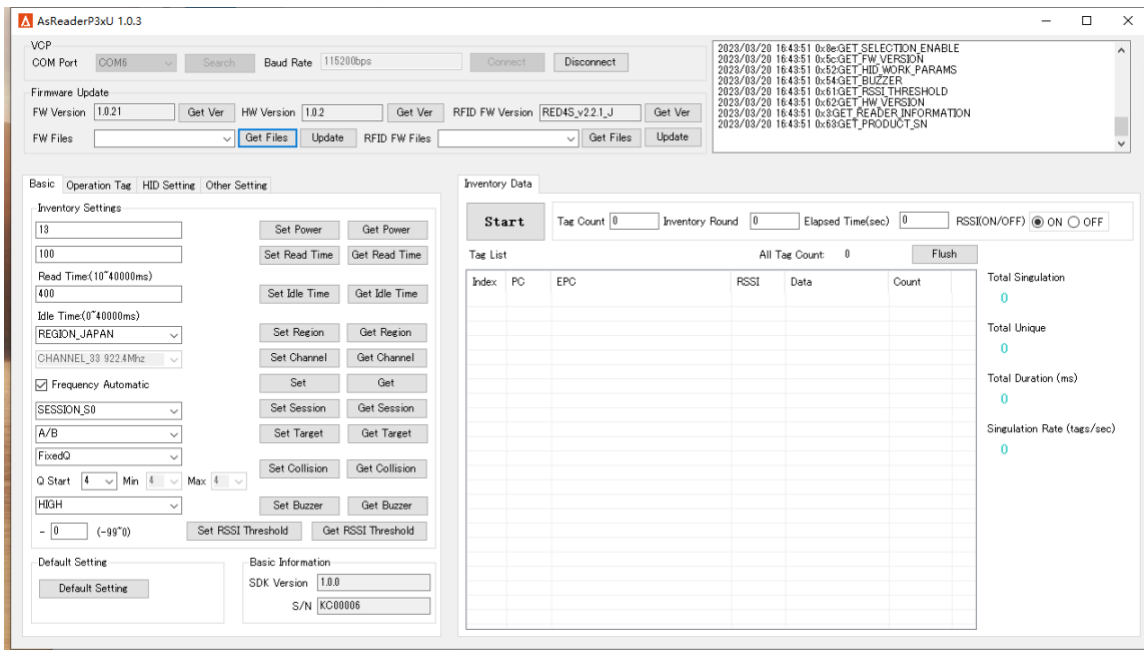 AsReaderP3xU 1.0.3
VCP
COM Port COM6 Search Baud Rate 115200bps Connect Disconnect
2023/03/20 16:43:51 0x8e:GET_SELECTION_ENABLE
2023/03/20 16:43:51 0x5c:GET_FW_VERSION
2023/03/20 16:43:51 0x52:GET_HID_WORK_PARAMS
2023/03/20 16:43:51 0x54:GET_BUZZER
2023/03/20 16:43:51 0x61:GET_RSSI_THRESHOLD
2023/03/20 16:43:51 0x62:GET_HW_VERSION
2023/03/20 16:43:51 0x3:GET_READER_INFORMATION
2023/03/20 16:43:51 0x63:GET_PRODUCT_SN
Firmware Update
FW Version 1.0.21 Get Ver HW Version 1.0.2 Get Ver RFID FW Version RED4S_v2.2.1_J Get Ver
FW Files Get Files Update RFID FW Files Get Files Update
Basic Operation Tag HID Setting Other Setting
Inventory Settings
13 Set Power Get Power
100 Set Read Time Get Read Time
Read Time:(10~40000ms)
400 Set Idle Time Get Idle Time
Idle Time:(0~40000ms)
REGION_JAPAN Set Region Get Region
CHANNEL_33 922.4Mhz Set Channel Get Channel
Frequency Automatic Set Get
SESSION_S0 Set Session Get Session
A/B Set Target Get Target
FixedQ
Set Collision Get Collision
Q Start 4 Min 4 Max 4
HIGH Set Buzzer Get Buzzer
- 0 (-99~0) Set RSSI Threshold Get RSSI Threshold
Default Setting
Default Setting
Basic Information
SDK Version 1.0.0
S/N KC00006
Inventory Data
Start Tag Count 0 Inventory Round 0 Elapsed Time(sec) 0 RSSI(ON/OFF) ON OFF
Tag List All Tag Count: 0 Flush
Index PC EPC RSSI Data Count
Total Singulation
0
Total Unique
0
Total Duration (ms)
0
Singulation Rate (tags/sec)
0